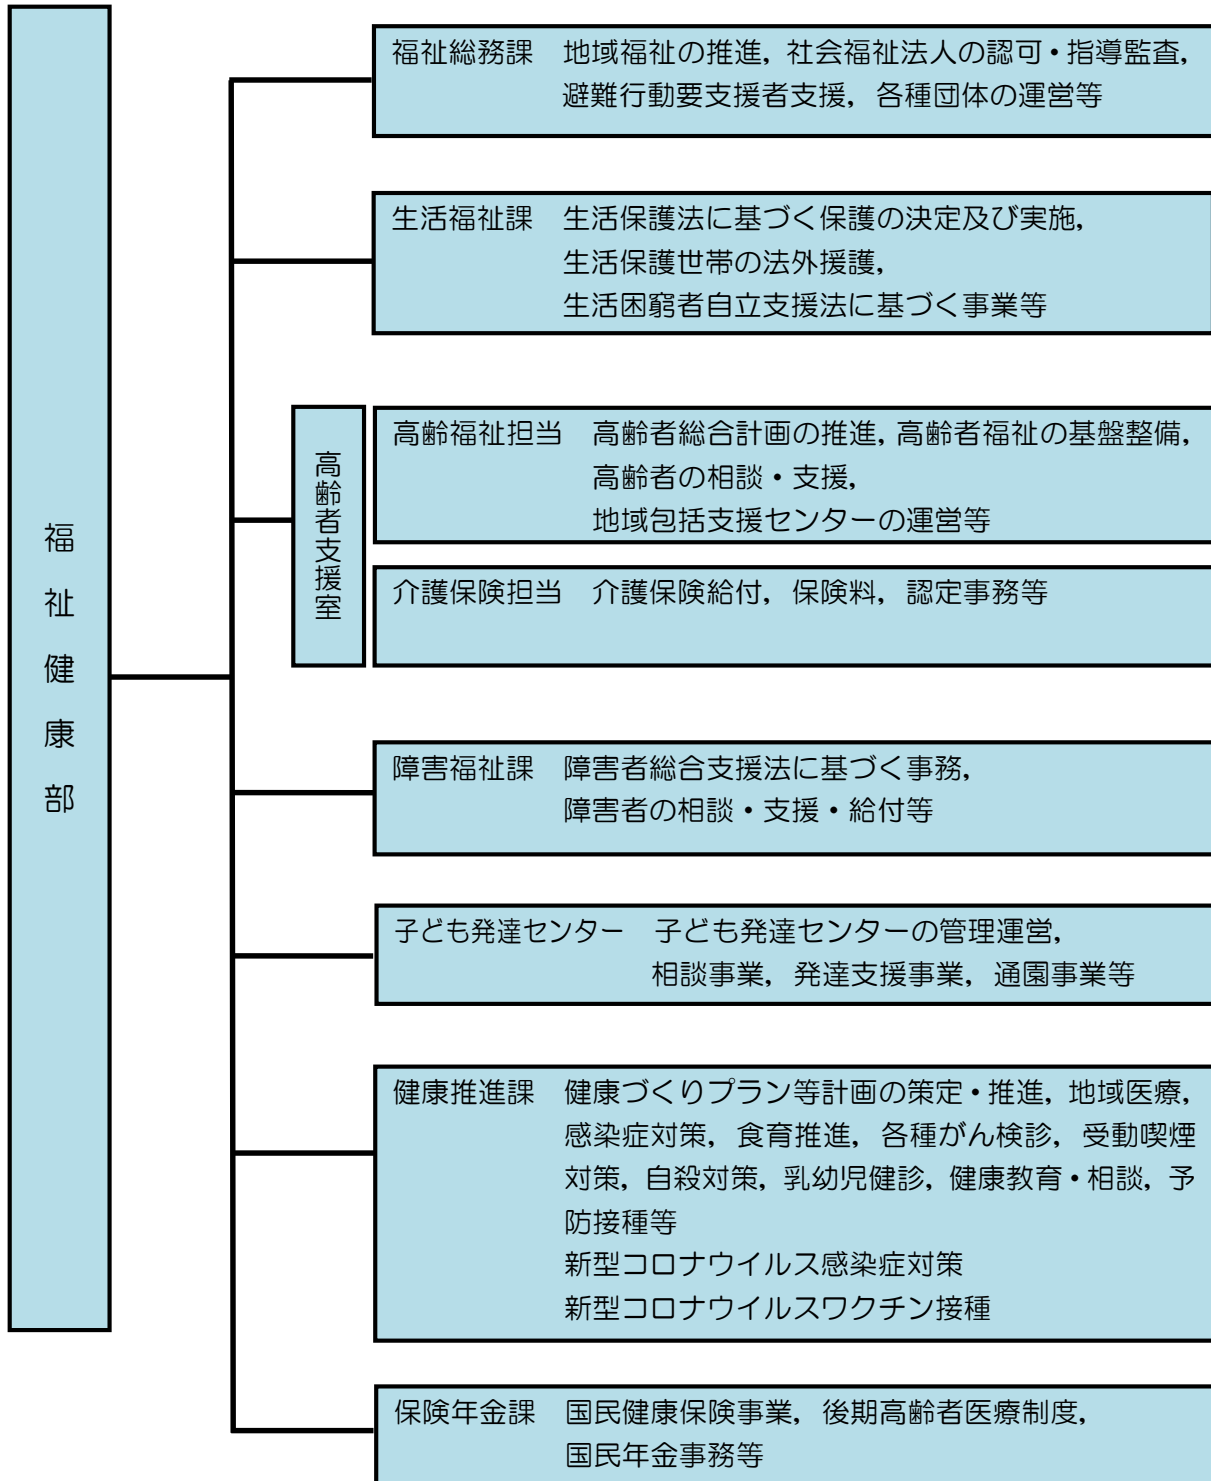 福祉健康部
福祉総務課　地域福祉の推進，社会福祉法人の認可・指導監査，
避難行動要支援者支援，各種団体の運営等
生活福祉課　生活保護法に基づく保護の決定及び実施，
生活保護世帯の法外援護，
生活困窮者自立支援法に基づく事業等
高齢者支援室
高齢福祉担当　高齢者総合計画の推進，高齢者福祉の基盤整備，
高齢者の相談・支援，
地域包括支援センターの運営等
介護保険担当　介護保険給付，保険料，認定事務等
障害福祉課　障害者総合支援法に基づく事務，
障害者の相談・支援・給付等
子ども発達センター　子ども発達センターの管理運営，
相談事業，発達支援事業，通園事業等
健康推進課　健康づくりプラン等計画の策定・推進，地域医療，
感染症対策，食育推進，各種がん検診，受動喫煙
対策，自殺対策，乳幼児健診，健康教育・相談，予
防接種等
新型コロナウイルス感染症対策
新型コロナウイルスワクチン接種
保険年金課　国民健康保険事業，後期高齢者医療制度，
国民年金事務等